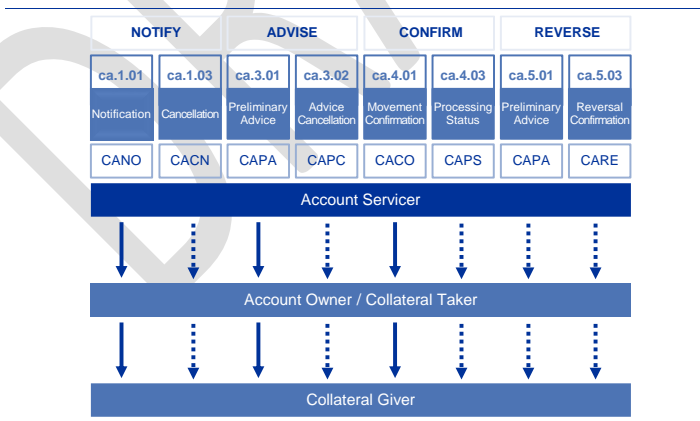 NOTIFY ADVISE CONFIRM REVERSE
ca.1.01 ca.1.03 ca.3.01 ca.3.02 ca.4.01 ca.4.03 ca.5.01 ca.5.03
Notification Cancellation Preliminary Advice Advice Cancellation Movement Confirmation Processing Status Preliminary Advice Reversal Confirmation
CANO CACN CAPA CAPC CACO CAPS CAPA CARE
Account Servicer
Account Owner / Collateral Taker
Collateral Giver